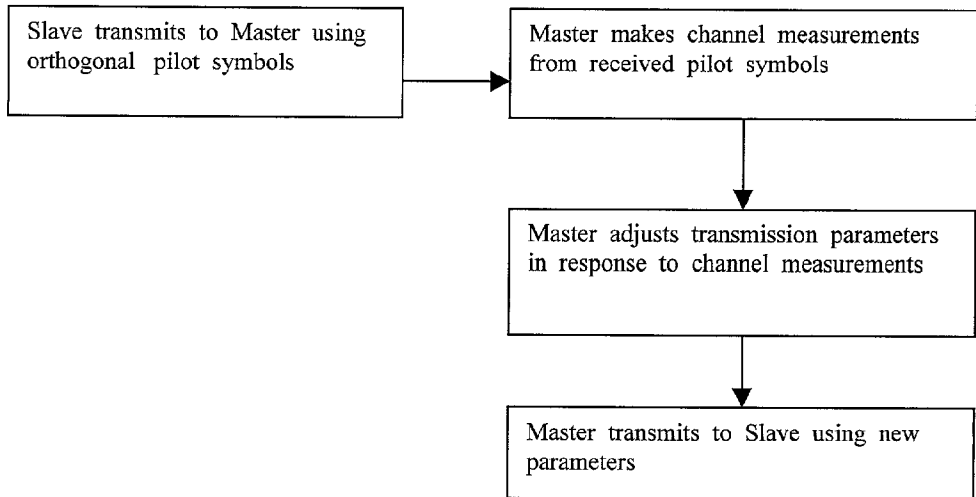 Slave transmits to Master using
orthogonal pilot symbols
Master makes channel measurements
from received pilot symbols
Master adjusts transmission parameters
in response to channel measurements
Master transmits to Slave using new
parameters